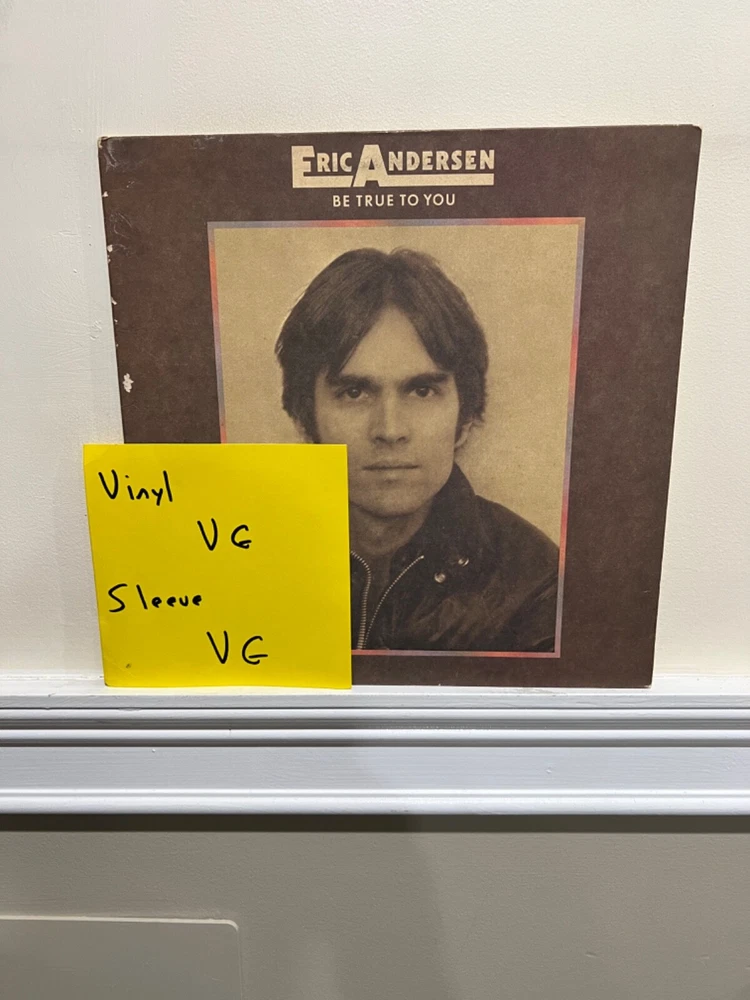 ERIC ANDERSEN
BE TRUE TO YOU
Vinyl
VG
Sleeve
VG